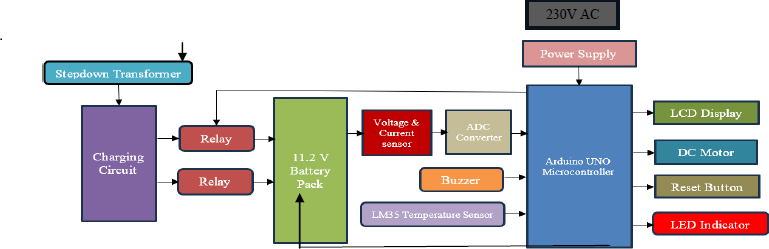 230V AC
Power Supply
.
Stepdown Transformer
Charging
Circuit
Relay
Relay
11.2 V
Battery
Pack
Voltage &
Current
sensor
ADC
Converter
Buzzer
LM35 Temperature Sensor
Arduino UNO
Microcontroller
LCD Display
DC Motor
Reset Button
LED Indicator